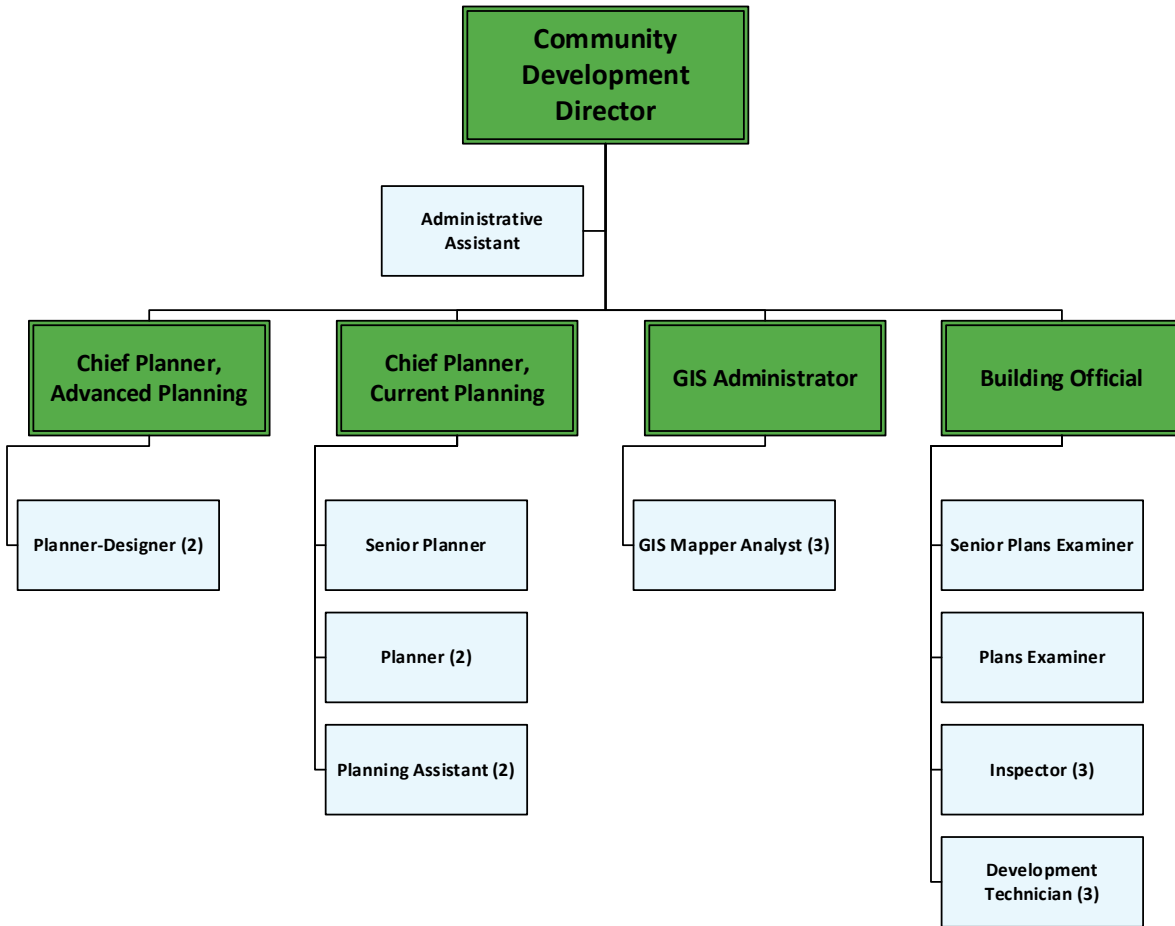 Community
Development
Director
Administrative
Assistant
Chief Planner,
Advanced Planning
Chief Planner,
Current Planning
GIS Administrator
Building Official
Planner-Designer (2)
Senior Planner
GIS Mapper Analyst (3)
Senior Plans Examiner
Planner (2)
Plans Examiner
Planning Assistant (2)
Inspector (3)
Development
Technician (3)